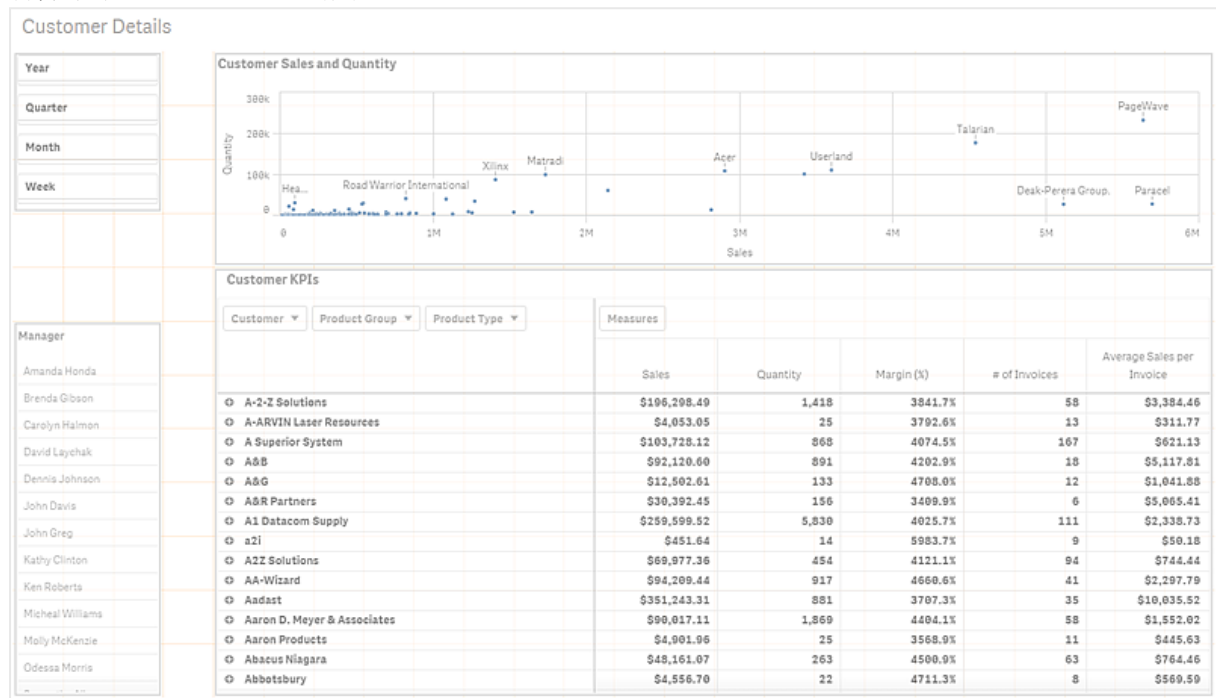 Customer Details
Year
Quarter
Month
Week
Customer Sales and Quantity
300k
200k
100k
0
Quantity
PageWave
Talarian
Acer
Userland
Xilinx
Matradi
Hea...
Road Warrior International
Deak-Perera Group.
Paracel
0 1M 2M 3M 4M 5M 6M
Sales
Manager
Amanda Honda
Brenda Gibson
Carolyn Halmon
David Laychak
Dennis Johnson
John Davis
John Greg
Kathy Clinton
Ken Roberts
Micheal Williams
Molly McKenzie
Odessa Morris
Customer KPIs
Customer Product Group Product Type Measures
Sales Quantity Margin (%) # of Invoices Average Sales per
Invoice
A-2-Z Solutions $196,298.49 1,418 3841.7% 58 $3,384.46
A-ARVIN Laser Resources $4,053.05 25 3792.6% 13 $311.77
A Superior System $103,728.12 868 4074.5% 167 $621.13
A&B $92,120.60 891 4202.9% 18 $5,117.81
A&G $12,502.61 133 4708.0% 12 $1,041.88
A&R Partners $30,392.45 156 3409.9% 6 $5,065.41
A1 Datacom Supply $259,599.52 5,830 4025.7% 111 $2,338.73
a2i $451.64 14 5983.7% 9 $50.18
A2Z Solutions $69,977.36 454 4121.1% 94 $744.44
AA-Wizard $94,209.44 917 4660.6% 41 $2,297.79
Aadast $351,243.31 881 3707.3% 35 $10,035.52
Aaron D. Meyer & Associates $90,017.11 1,869 4404.1% 58 $1,552.02
Aaron Products $4,901.96 25 3568.9% 11 $445.63
Abacus Niagara $48,161.07 263 4500.9% 63 $764.46
Abbotsbury $4,556.70 22 4711.3% 8 $569.59